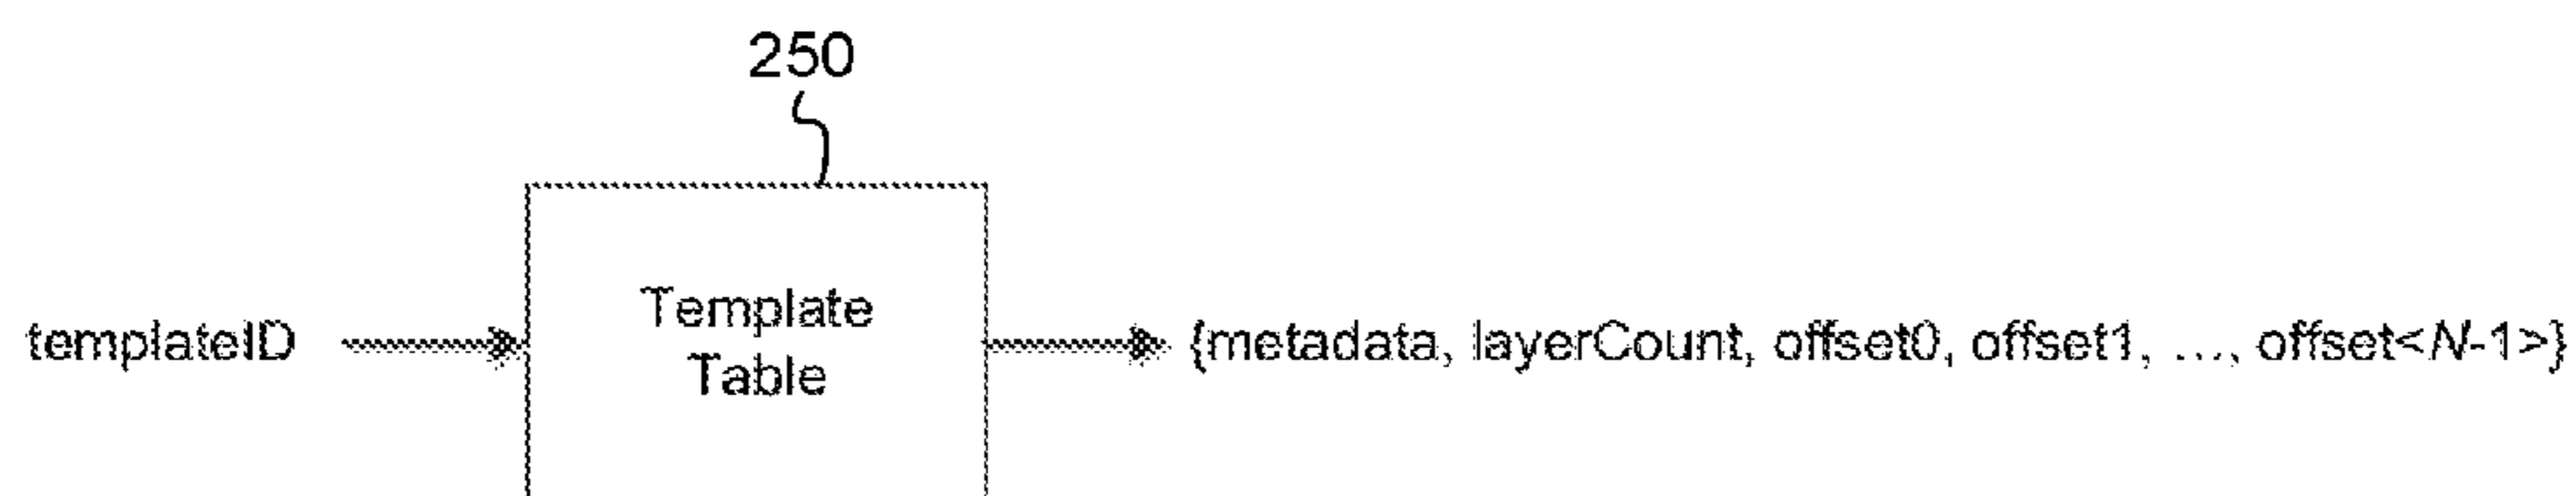 250
templateID
Template
Table
{metadata, layerCount, offset0, offset1, ..., offset<N-1>}